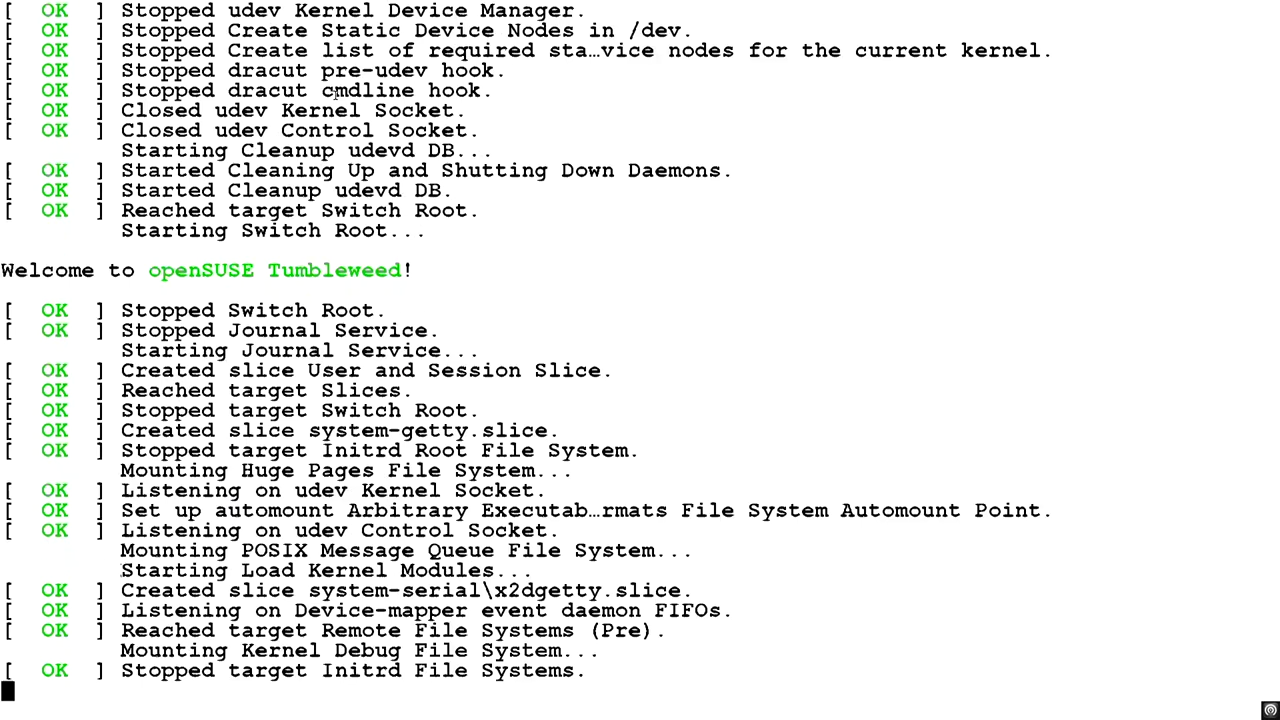 [  OK  ] Stopped udev Kernel Device Manager.
[  OK  ] Stopped Create Static Device Nodes in /dev.
[  OK  ] Stopped Create list of required sta…vice nodes for the current kernel.
[  OK  ] Stopped dracut pre-udev hook.
[  OK  ] Stopped dracut cmdline hook.
[  OK  ] Closed udev Kernel Socket.
[  OK  ] Closed udev Control Socket.
         Starting Cleanup udevd DB...
[  OK  ] Started Cleaning Up and Shutting Down Daemons.
[  OK  ] Started Cleanup udevd DB.
[  OK  ] Reached target Switch Root.
         Starting Switch Root...
Welcome to openSUSE Tumbleweed!
[  OK  ] Stopped Switch Root.
[  OK  ] Stopped Journal Service.
         Starting Journal Service...
[  OK  ] Created slice User and Session Slice.
[  OK  ] Reached target Slices.
[  OK  ] Stopped target Switch Root.
[  OK  ] Created slice system-getty.slice.
[  OK  ] Stopped target Initrd Root File System.
         Mounting Huge Pages File System...
[  OK  ] Listening on udev Kernel Socket.
[  OK  ] Set up automount Arbitrary Executab…rmats File System Automount Point.
[  OK  ] Listening on udev Control Socket.
         Mounting POSIX Message Queue File System...
         Starting Load Kernel Modules...
[  OK  ] Created slice system-serial\x2dgetty.slice.
[  OK  ] Listening on Device-mapper event daemon FIFOs.
[  OK  ] Reached target Remote File Systems (Pre).
         Mounting Kernel Debug File System...
[  OK  ] Stopped target Initrd File Systems.